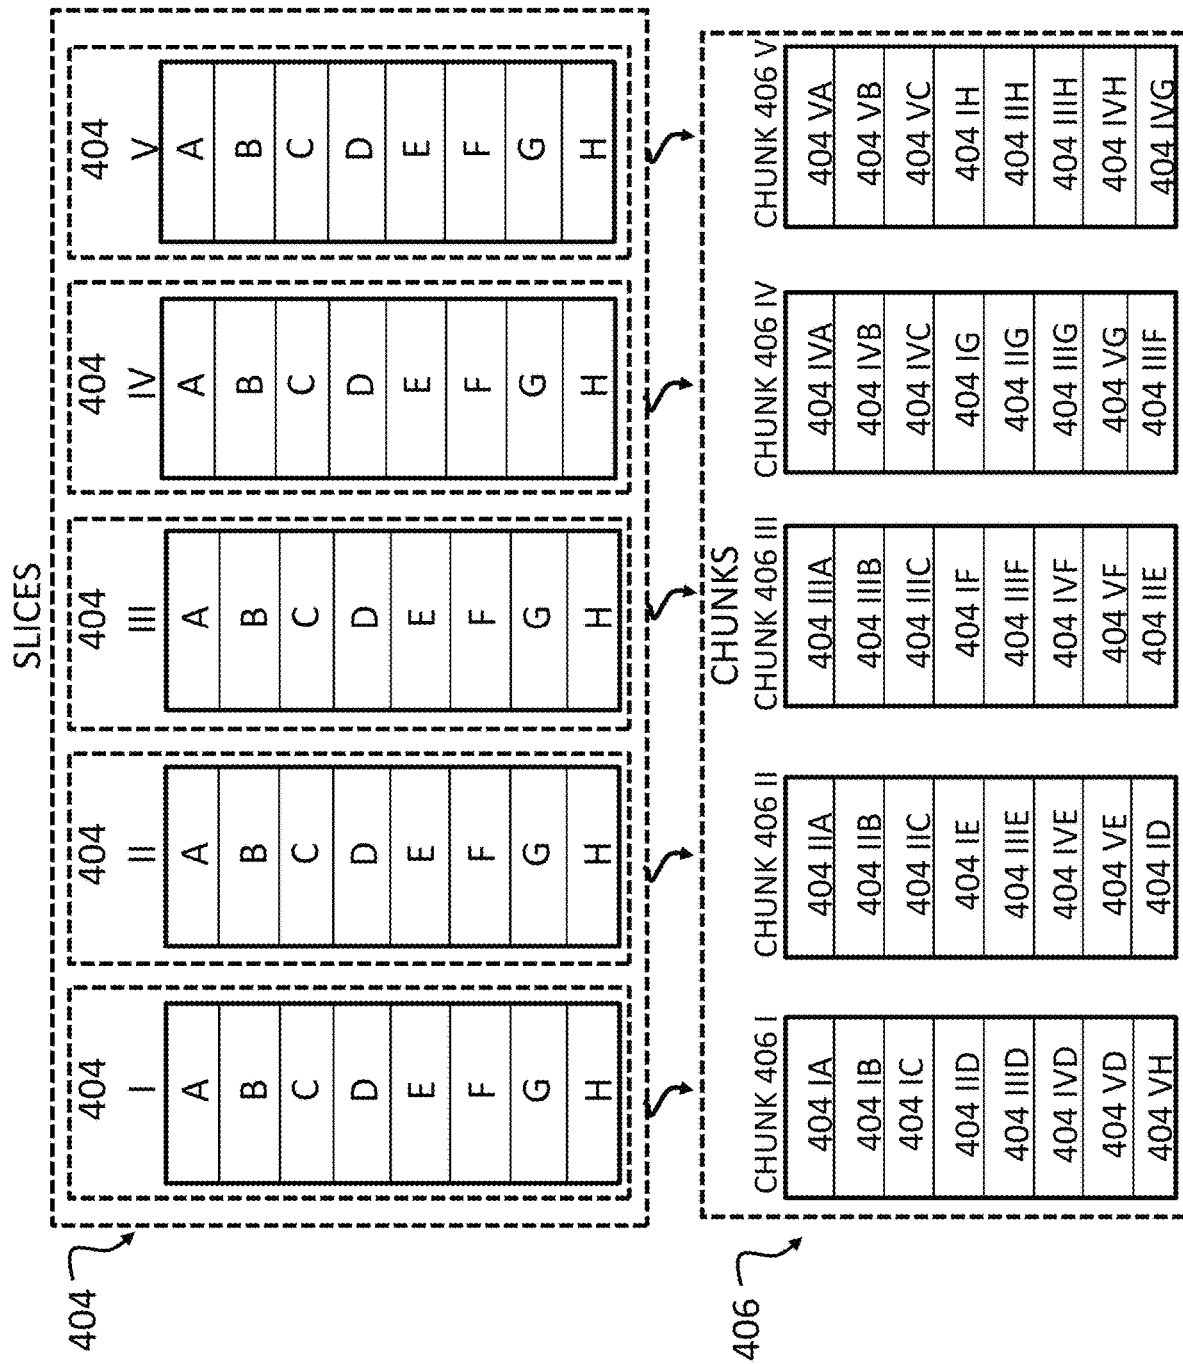 SLICES
404
404
I
A
B
C
D
E
F
G
H
404
II
A
B
C
D
E
F
G
H
404
III
A
B
C
D
E
F
G
H
404
IV
A
B
C
D
E
F
G
H
404
V
A
B
C
D
E
F
G
H
406
CHUNKS
CHUNK 406 I
404 IA
404 IB
404 IC
404 IID
404 IIID
404 IVD
404 VD
404 VH
CHUNK 406 II
404 IIA
404 IIB
404 IIC
404 IE
404 IIIE
404 IVE
404 VE
404 ID
CHUNK 406 III
404 IIIA
404 IIIB
404 IIIC
404 IF
404 IIIF
404 IVF
404 VF
404 IIE
CHUNK 406 IV
404 IVA
404 IVB
404 IVC
404 IG
404 IIG
404 IIIG
404 VG
404 IIIF
CHUNK 406 V
404 VA
404 VB
404 VC
404 IH
404 IIH
404 IIIH
404 IVH
404 IVG